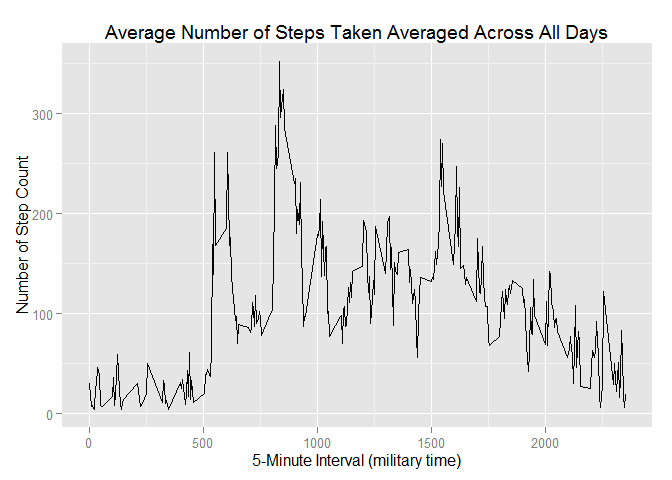 Average Number of Steps Taken Averaged Across All Days
Number of Step Count
300
200
100
0
0 500 1000 1500 2000
5-Minute Interval (military time)